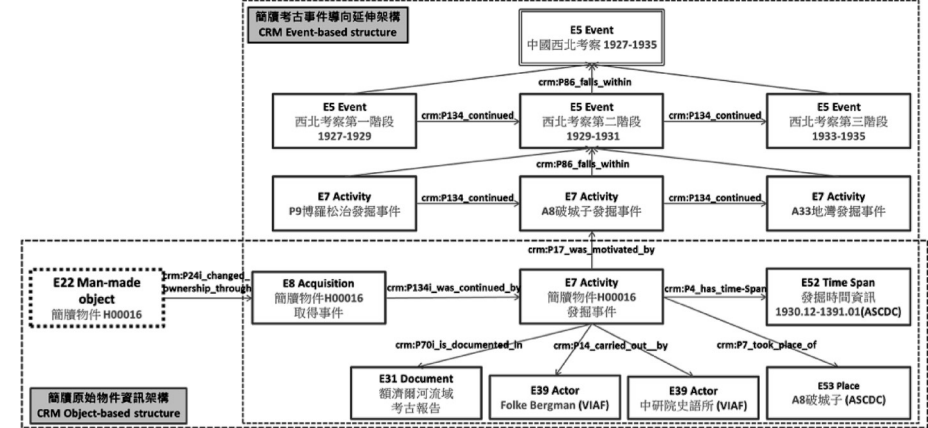 簡牘考古事件導向延伸架構
CRM Event-based structure
E5 Event
中國西北考察 1927-1935
crm:P86_falls_within
E5 Event
西北考察第一階段
1927-1929
crm:P134_continued
E5 Event
西北考察第二階段
1929-1931
crm:P134_continued
E5 Event
西北考察第三階段
1933-1935
crm:P86_falls_within
E7 Activity
P9博羅松治發掘事件
crm:P134_continued
E7 Activity
A8破城子發掘事件
crm:P134_continued
E7 Activity
A33地灣發掘事件
crm:P17_was_motivated_by
E22 Man-made
object
簡牘物件 H00016
crm:P24i_changed_
ownership_through
E8 Acquisition
簡牘物件H00016
取得事件
crm:P134i_was_continued_by
E7 Activity
簡牘物件H00016
發掘事件
crm:P4_has_time-Span
E52 Time Span
發掘時間資訊
1930.12-1391.01(ASCDC)
crm:P70i_is_documented_in
crm:P14_carried_out__by
crm:P7_took_place_of
E31 Document
額濟爾河流域
考古報告
E39 Actor
Folke Bergman (VIAF)
E39 Actor
中研院史語所 (VIAF)
E53 Place
A8破城子 (ASCDC)
簡牘原始物件資訊架構
CRM Object-based structure